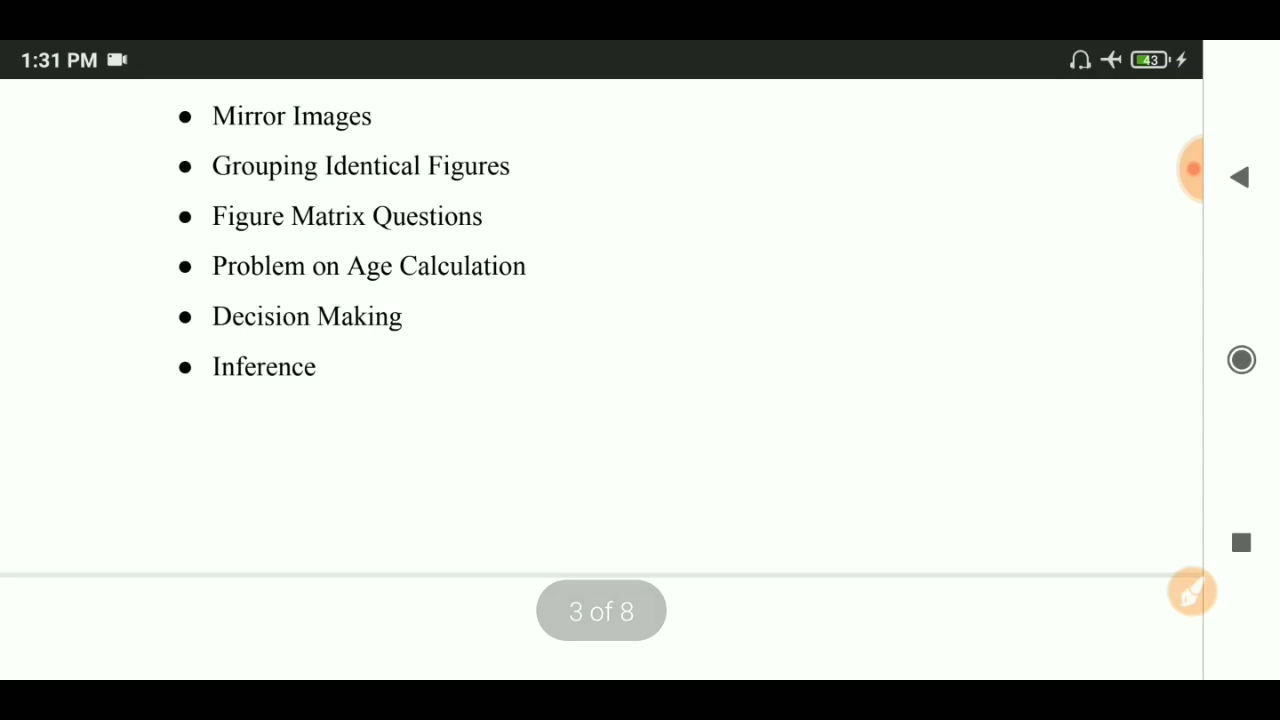 1:31 PM
43
● Mirror Images
● Grouping Identical Figures
● Figure Matrix Questions
● Problem on Age Calculation
● Decision Making
● Inference
3 of 8